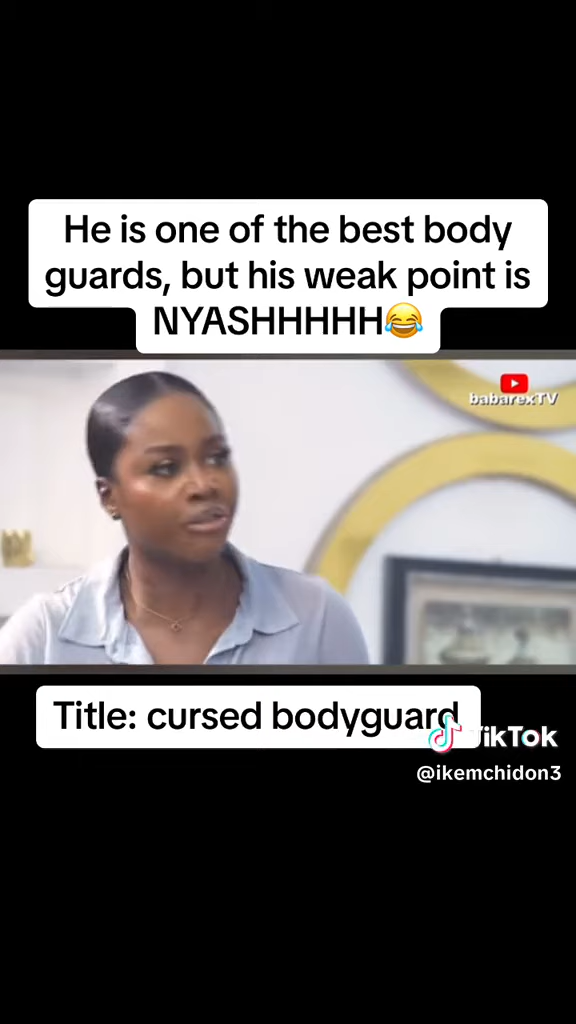 He is one of the best body
guards, but his weak point is
NYASHHHHH😂
babarexTV
Title: cursed bodyguard
TikTok
@ikemchidon3